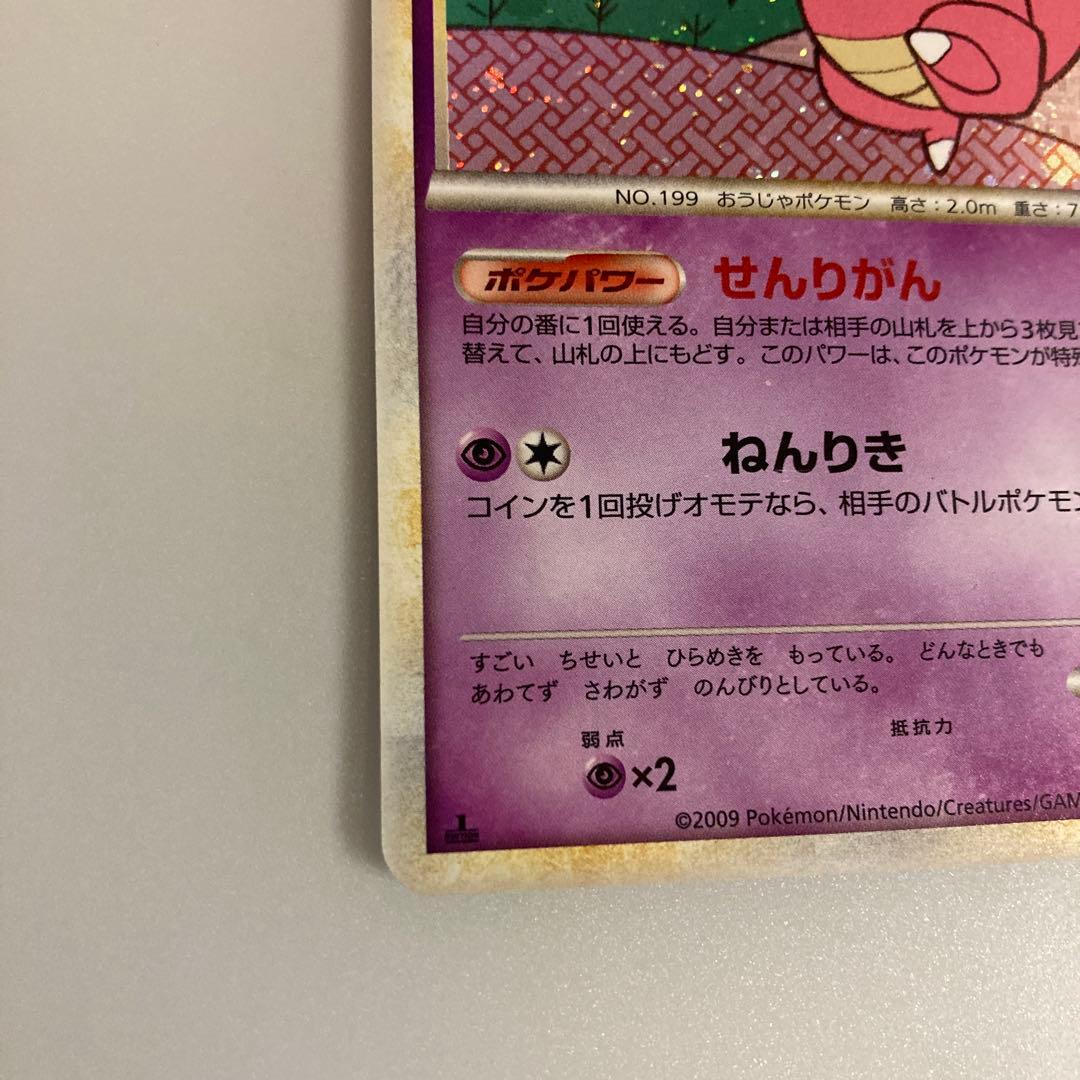 NO.199 おうじゃポケモン 高さ:2.0m 重さ:7
ポケパワー せんりがん
自分の番に1回使える。自分または相手の山札を上から3枚見
替えて、山札の上にもどす。このパワーは、このポケモンが特殊
ねんりき
コインを1回投げオモテなら、相手のバトルポケモン
すごい ちせいと ひらめきを もっている。 どんなときでも
あわてず さわがず のんびりとしている。
弱点 抵抗力
×2
©2009 Pokémon/Nintendo/Creatures/GAM
1
EDITION